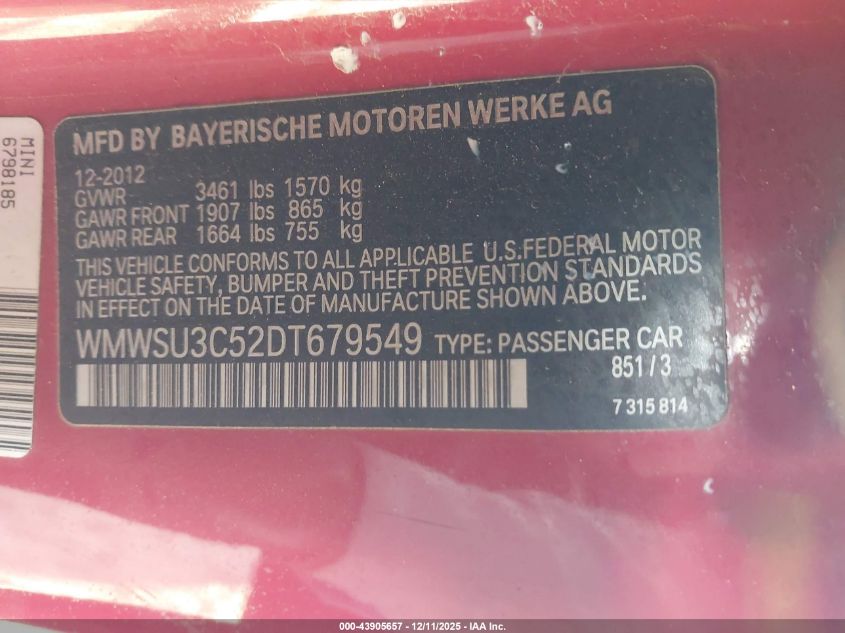 MFD BY BAYERISCHE MOTOREN WERKE AG
12-2012
GVWR 3461 lbs 1570 kg
GAWR FRONT 1907 lbs 865 kg
GAWR REAR 1664 lbs 755 kg
THIS VEHICLE CONFORMS TO ALL APPLICABLE U.S.FEDERAL MOTOR
VEHICLE SAFETY, BUMPER AND THEFT PREVENTION STANDARDS
IN EFFECT ON THE DATE OF MANUFACTURE SHOWN ABOVE.
WMWSU3C52DT679549 TYPE: PASSENGER CAR
851/3
7 315 814
MINI
6798185
000-43905657 - 12/11/2025 - IAA Inc.